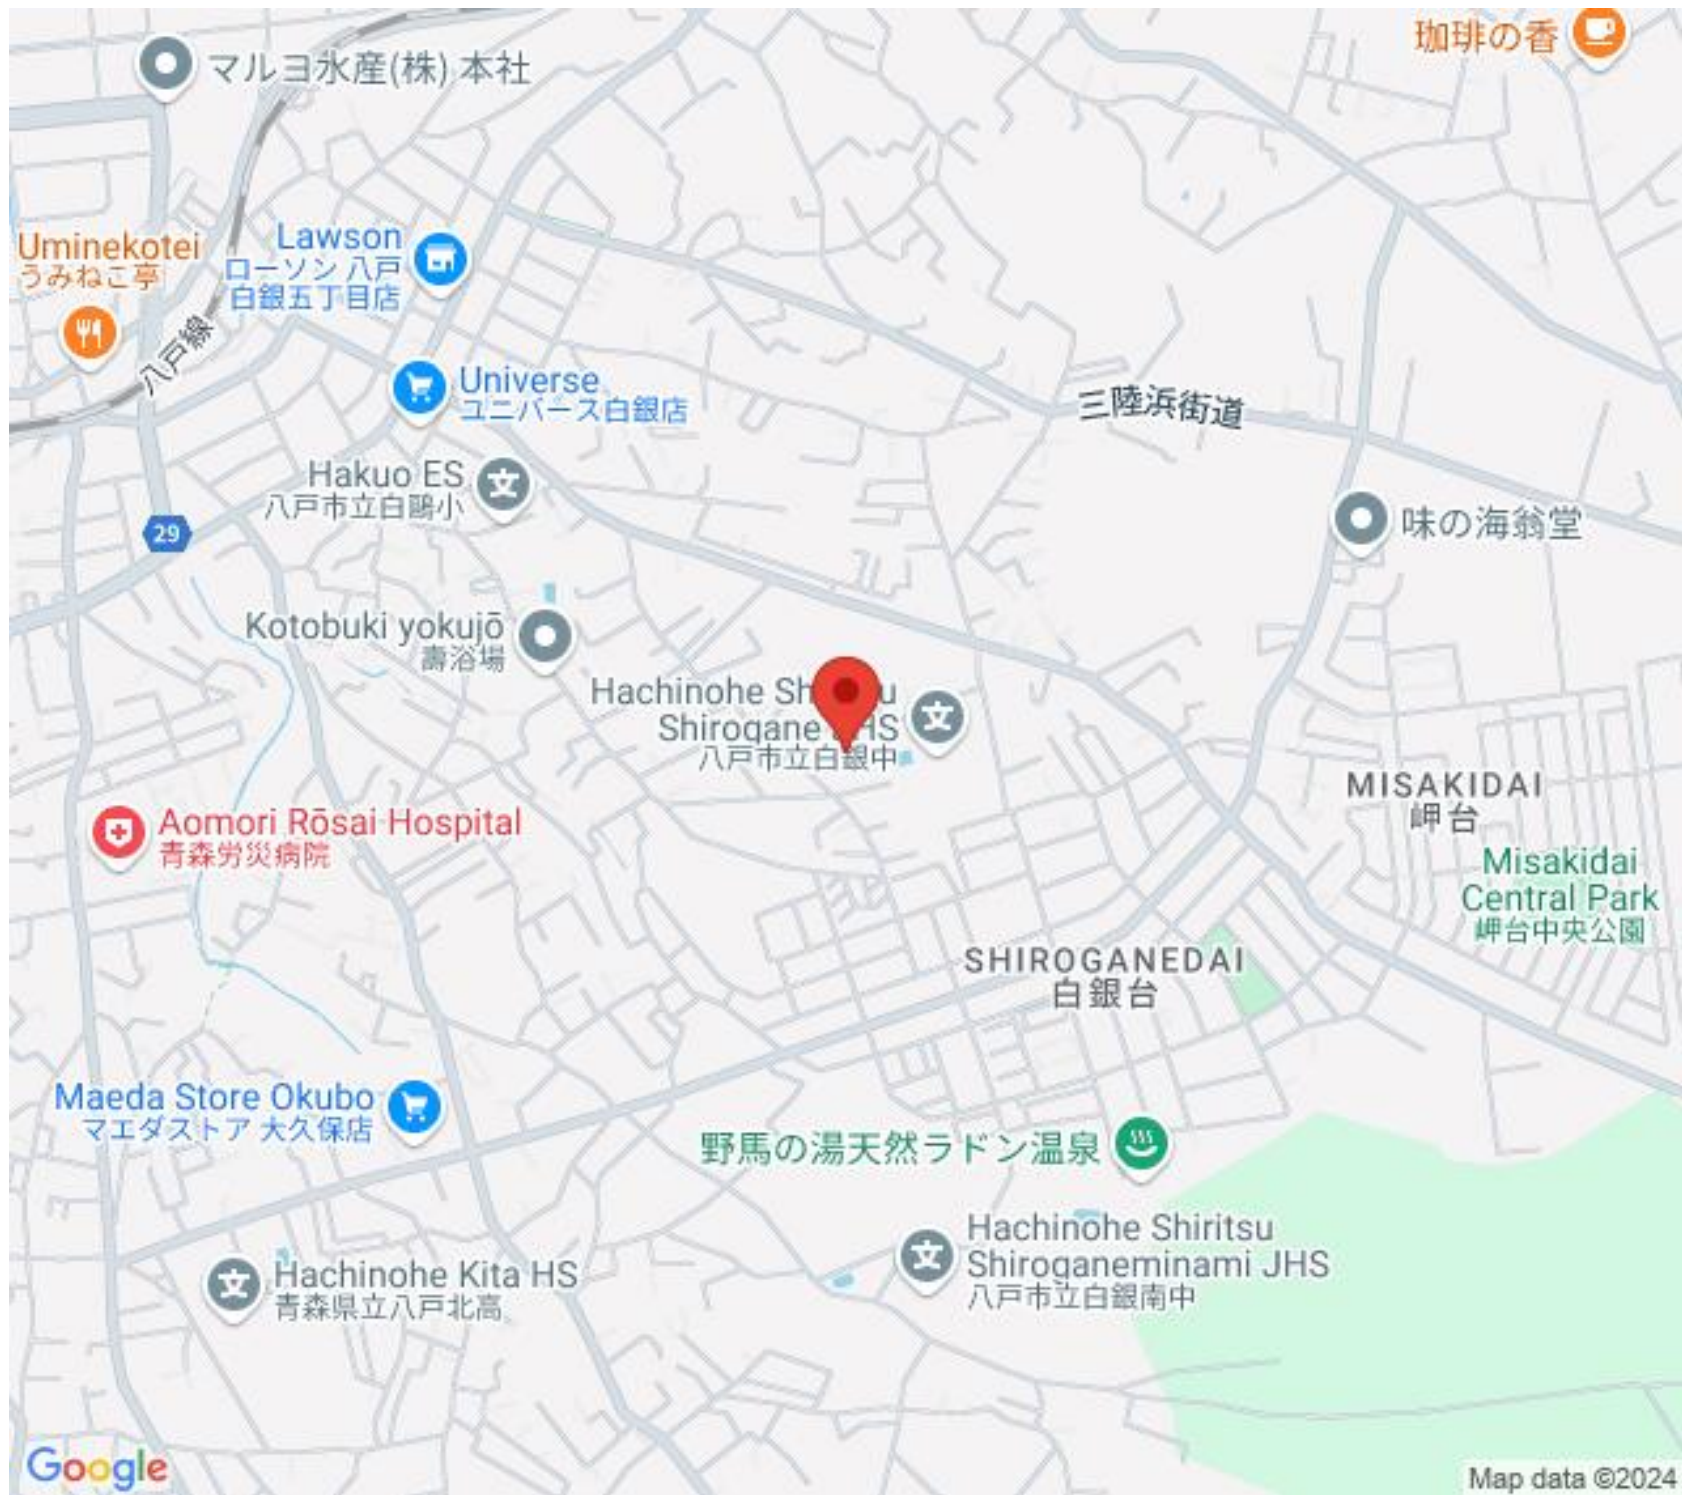 珈琲の香
マルヨ水産(株) 本社
Uminekotei
うみねこ亭
Lawson
ローソン 八戸
白銀五丁目店
八戸線
Universe
ユニバース白銀店
三陸浜街道
Hakuo ES
八戸市立白鷗小
29
味の海翁堂
Kotobuki yokujō
壽浴場
Hachinohe Sh u
Shirogane HS
八戸市立白銀中
MISAKIDAI
岬台
Aomori Rōsai Hospital
青森労災病院
Misakidai
Central Park
岬台中央公園
SHIROGANEDAI
白銀台
Maeda Store Okubo
マエダストア 大久保店
野馬の湯天然ラドン温泉
Hachinohe Shiritsu
Shiroganeminami JHS
八戸市立白銀南中
Hachinohe Kita HS
青森県立八戸北高
Google
Map data ©2024